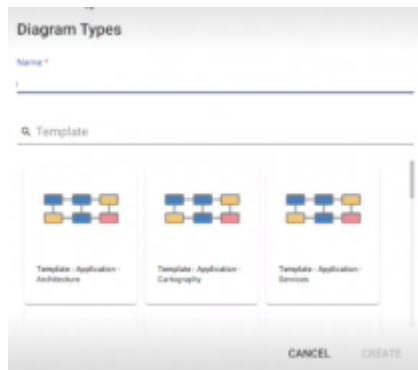 Diagram Types
Name *
Template
Template : Application - Architecture
Template : Application - Cartography
Template : Application - Services
CANCEL
CREATE